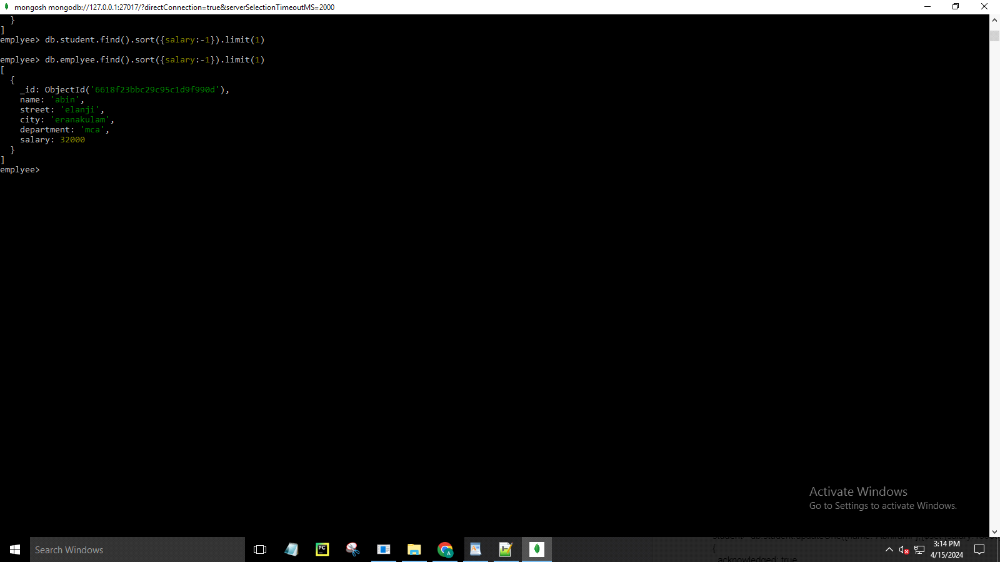 mongosh mongodb://127.0.0.1:27017/?directConnection=true&serverSelectionTimeoutMS=2000
  }
]
emplyee> db.student.find().sort({salary:-1}).limit(1)
emplyee> db.emplyee.find().sort({salary:-1}).limit(1)
[
  {
    _id: ObjectId('6618f23bbc29c95c1d9f990d'),
    name: 'abin',
    street: 'elanji',
    city: 'eranakulam',
    department: 'mca',
    salary: 32000
  }
]
emplyee>
Activate Windows
Go to Settings to activate Windows.
Search Windows
PC
A
{
acknowledged: true
3:14 PM
4/15/2024